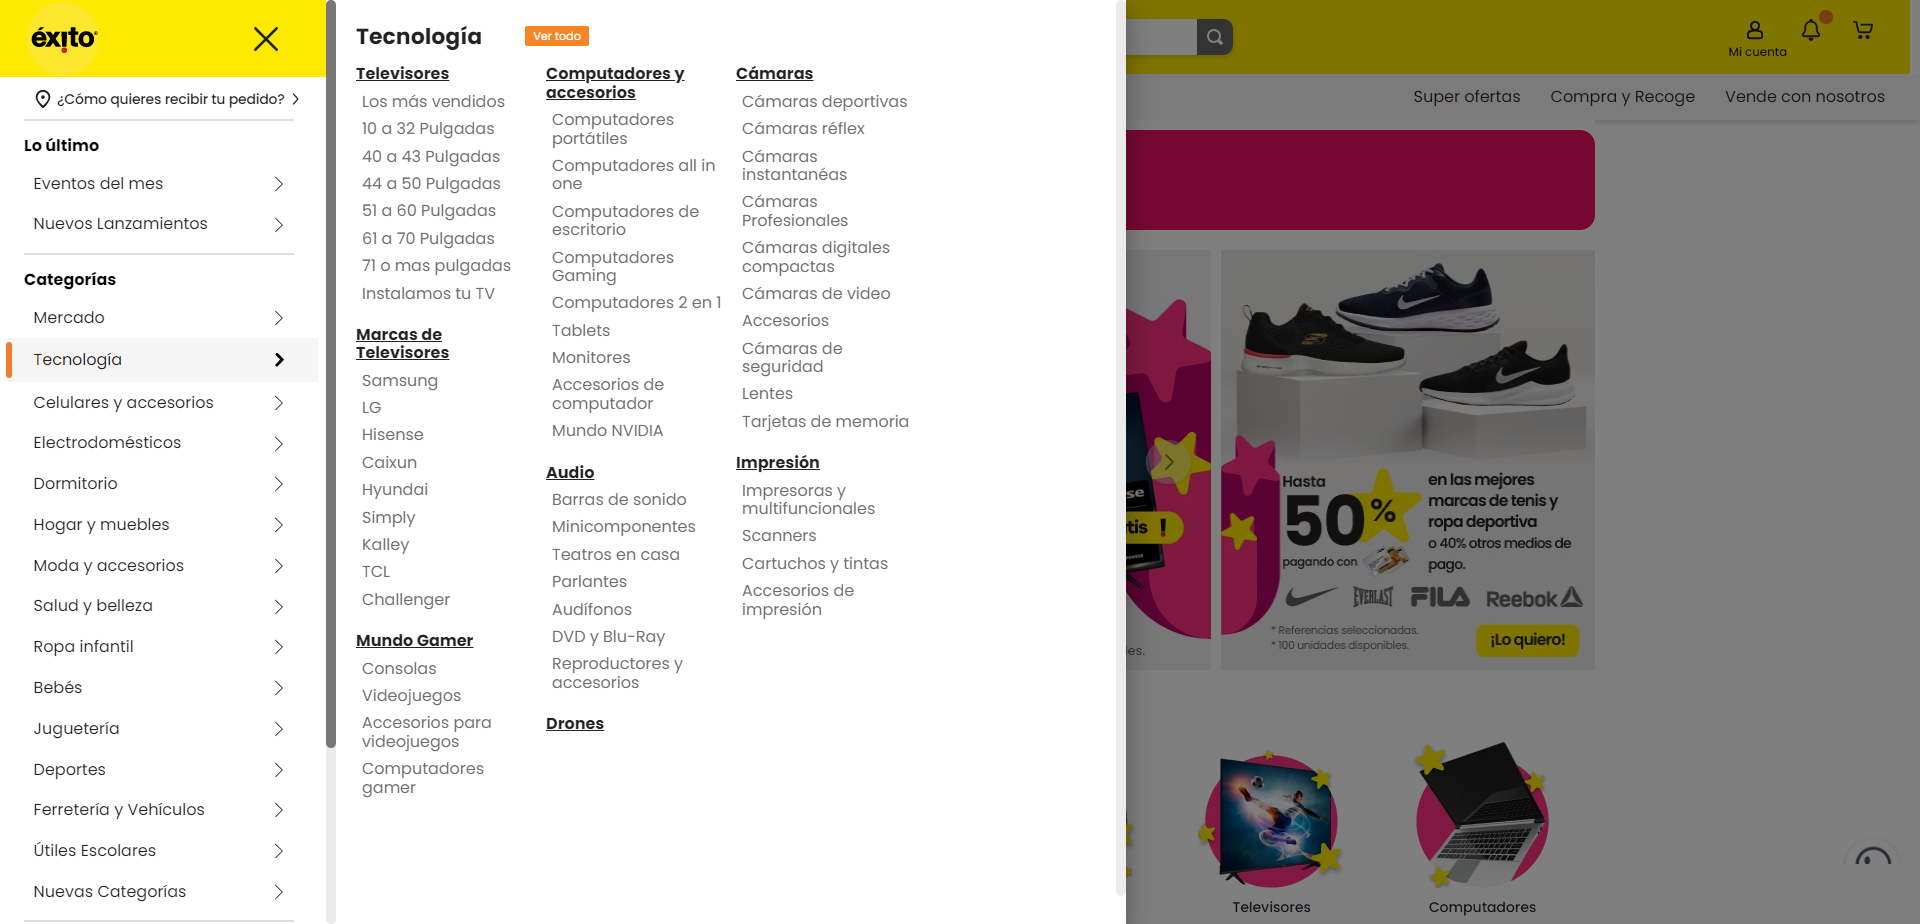 éxito
¿Cómo quieres recibir tu pedido?
Lo último
Eventos del mes
Nuevos Lanzamientos
Categorías
Mercado
Tecnología
Celulares y accesorios
Electrodomésticos
Dormitorio
Hogar y muebles
Moda y accesorios
Salud y belleza
Ropa infantil
Bebés
Juguetería
Deportes
Ferretería y Vehículos
Útiles Escolares
Nuevas Categorías
Tecnología
Ver todo
Televisores
Los más vendidos
10 a 32 Pulgadas
40 a 43 Pulgadas
44 a 50 Pulgadas
51 a 60 Pulgadas
61 a 70 Pulgadas
71 o mas pulgadas
Instalamos tu TV
Marcas de
Televisores
Samsung
LG
Hisense
Caixun
Hyundai
Simply
Kalley
TCL
Challenger
Mundo Gamer
Consolas
Videojuegos
Accesorios para
videojuegos
Computadores
gamer
Computadores y
accesorios
Computadores
portátiles
Computadores all in
one
Computadores de
escritorio
Computadores
Gaming
Computadores 2 en 1
Tablets
Monitores
Accesorios de
computador
Mundo NVIDIA
Audio
Barras de sonido
Minicomponentes
Teatros en casa
Parlantes
Audífonos
DVD y Blu-Ray
Reproductores y
accesorios
Drones
Cámaras
Cámaras deportivas
Cámaras réflex
Cámaras
instantanéas
Cámaras
Profesionales
Cámaras digitales
compactas
Cámaras de video
Accesorios
Cámaras de
seguridad
Lentes
Tarjetas de memoria
Impresión
Impresoras y
multifuncionales
Scanners
Cartuchos y tintas
Accesorios de
impresión
Mi cuenta
Super ofertas
Compra y Recoge
Vende con nosotros
se
tis !
es.
Hasta
50%
pagando con
en las mejores
marcas de tenis y
ropa deportiva
o 40% otros medios de
pago.
EVERLAST
FILA
Reebok
* Referencias seleccionadas.
* 100 unidades disponibles.
¡Lo quiero!
Televisores
Computadores